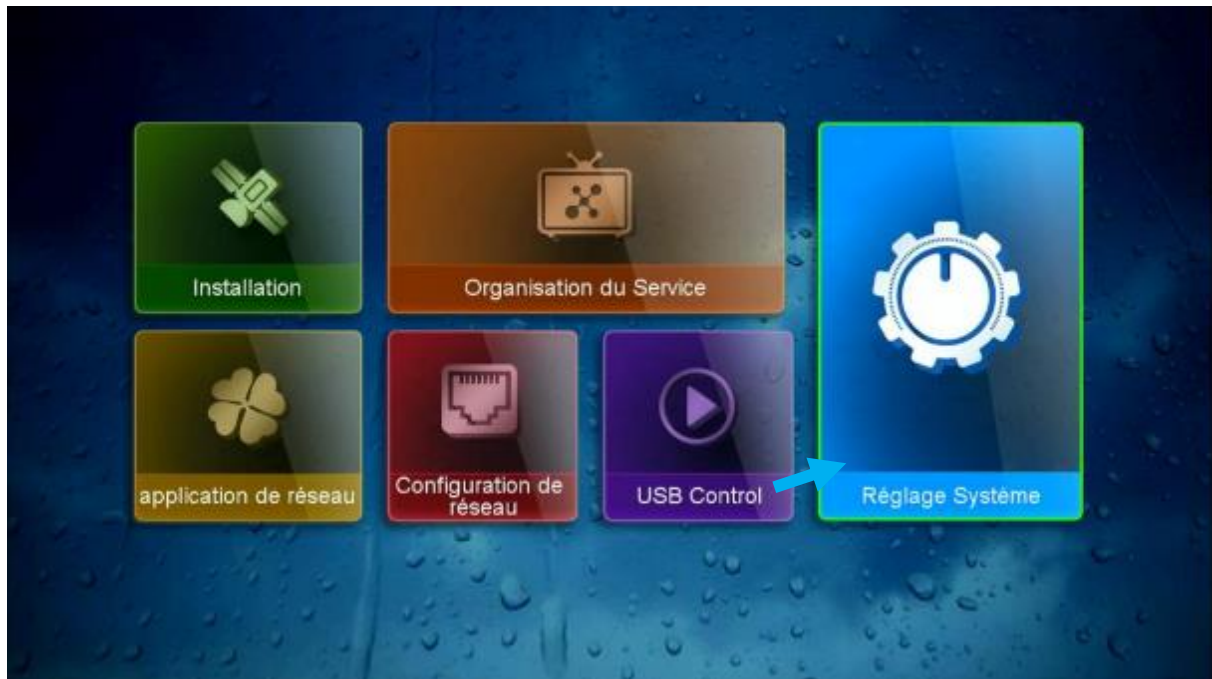 Installation
Organisation du Service
application de réseau
Configuration de
réseau
USB Control
Réglage Système